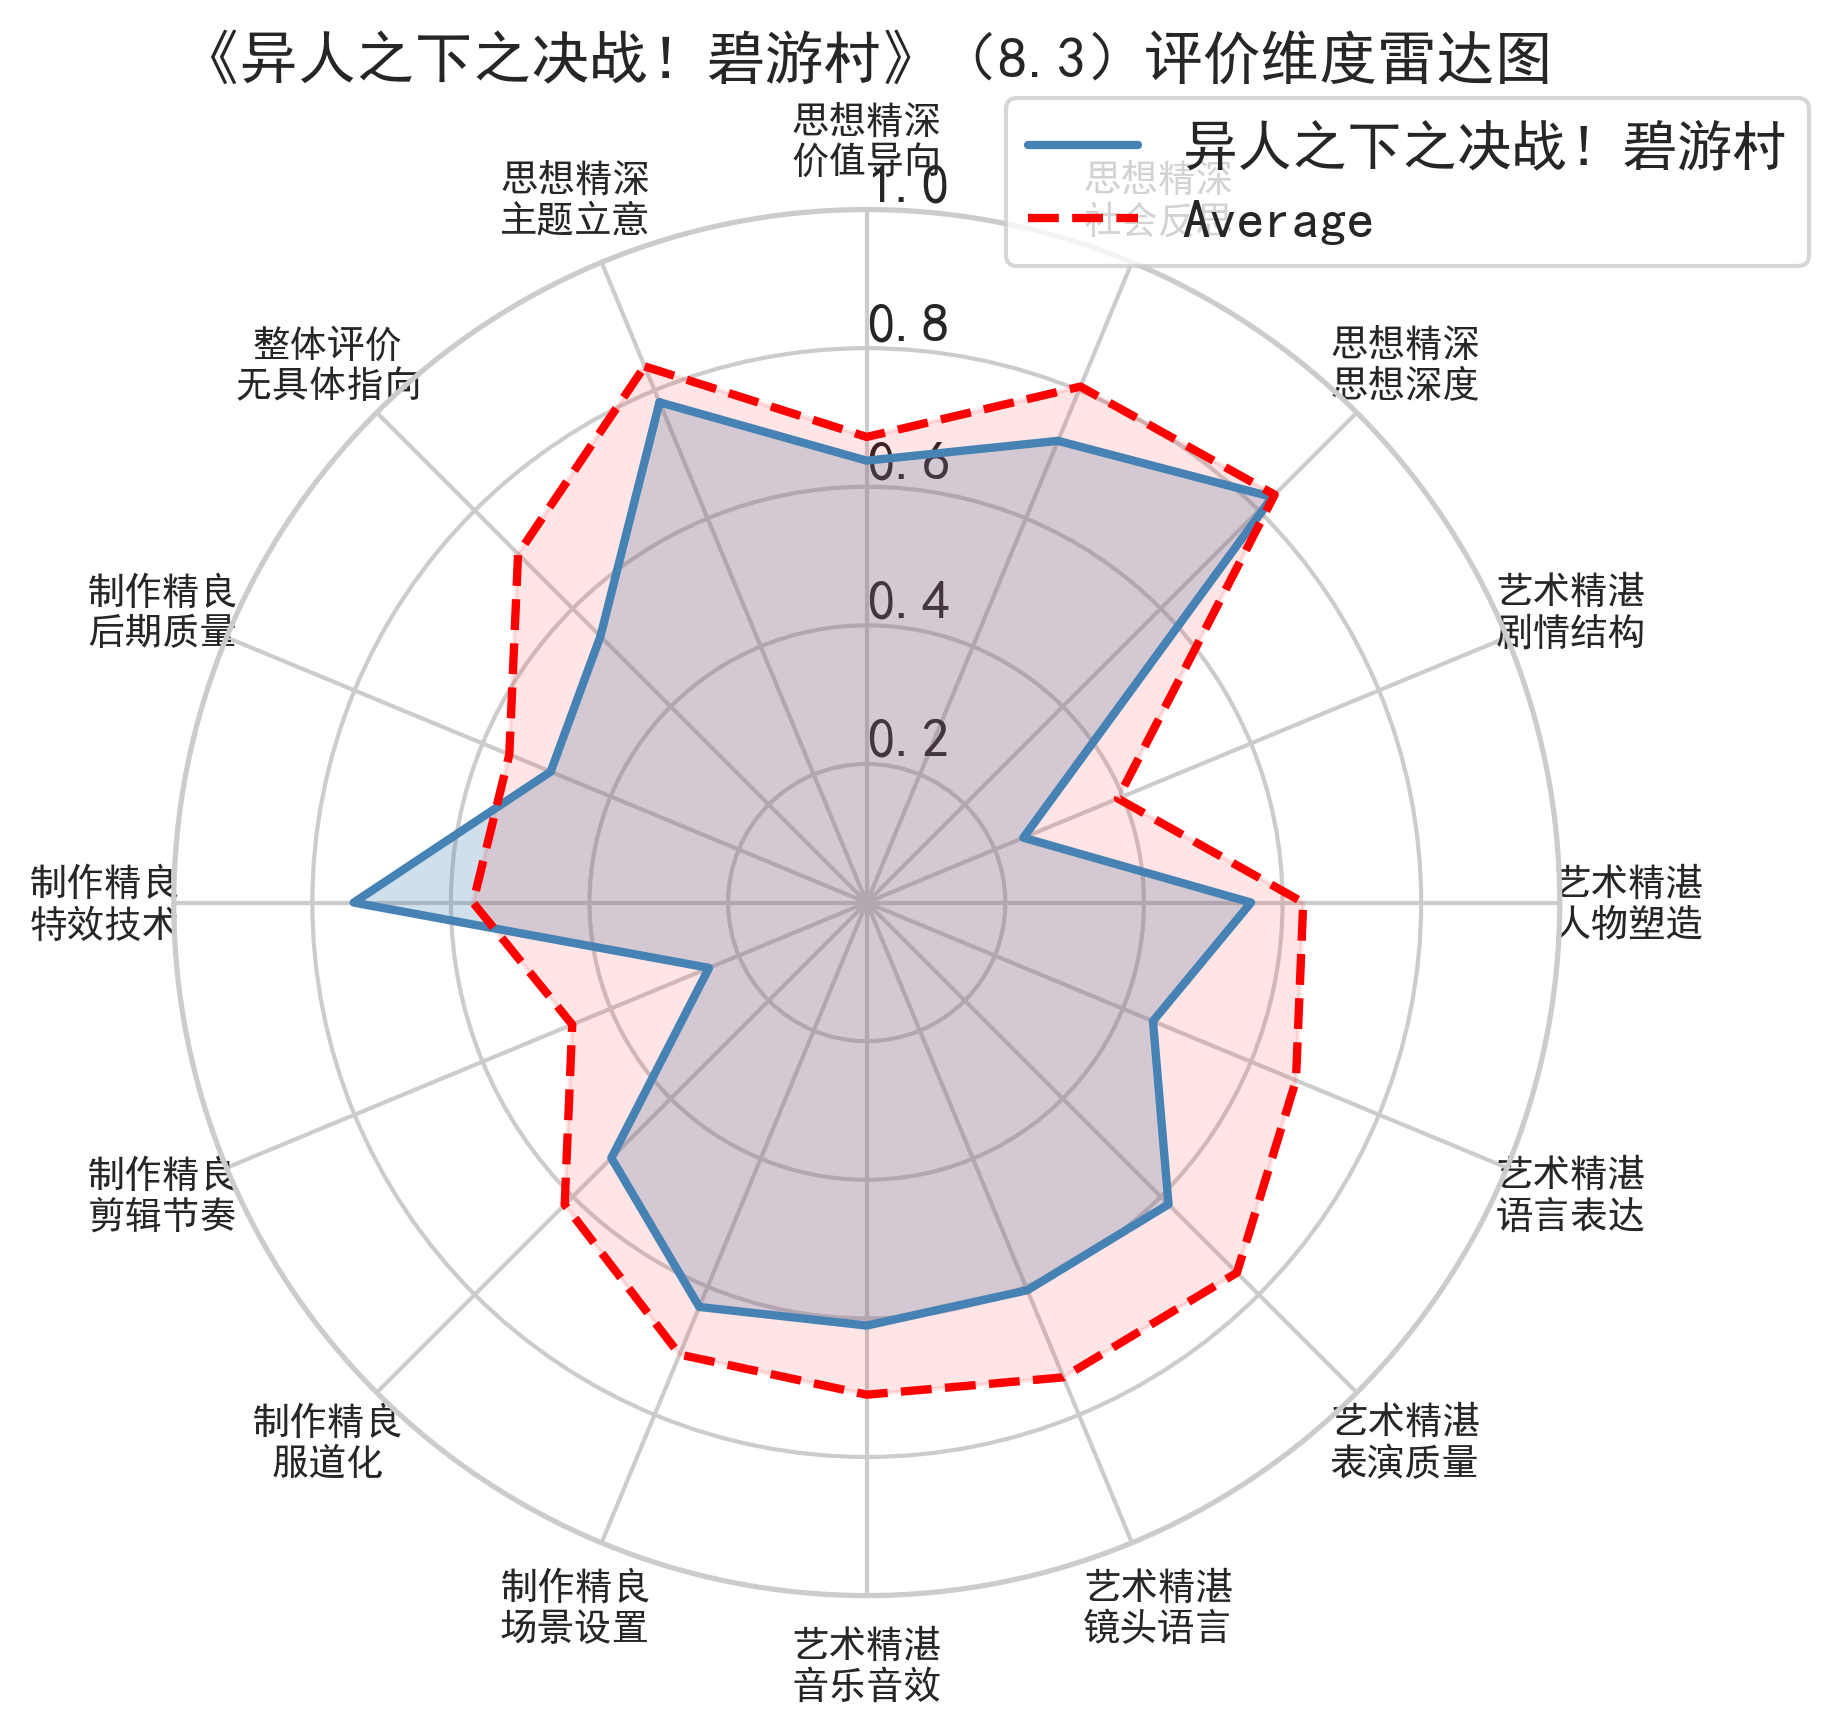 《异人之下之决战！碧游村》（8.3）评价维度雷达图
异人之下之决战！碧游村
Average
思想精深
价值导向
思想精深
社会反思
思想精深
思想深度
艺术精湛
剧情结构
艺术精湛
人物塑造
艺术精湛
语言表达
艺术精湛
表演质量
艺术精湛
镜头语言
艺术精湛
音乐音效
制作精良
场景设置
制作精良
服道化
制作精良
剪辑节奏
制作精良
特效技术
制作精良
后期质量
整体评价
无具体指向
思想精深
主题立意
1.0
0.8
0.6
0.4
0.2